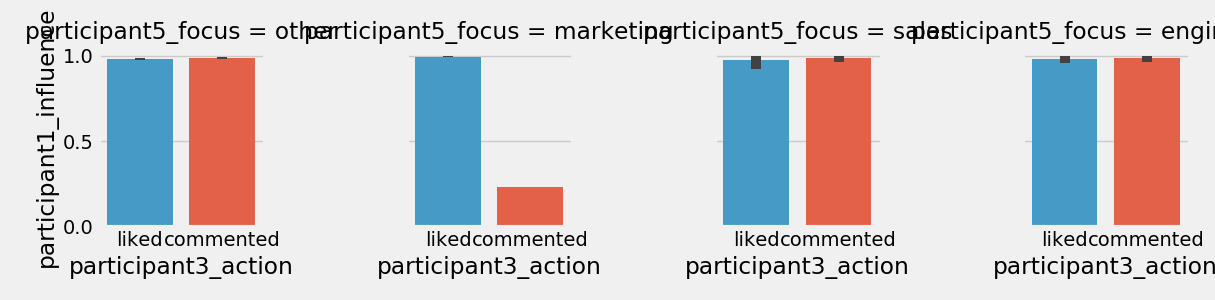 participant5_focus = other
participant5_focus = marketing
participant5_focus = sales
participant5_focus = engin
participant1_influence
1.0
0.5
0.0
liked commented
liked commented
liked commented
liked commented
participant3_action
participant3_action
participant3_action
participant3_action